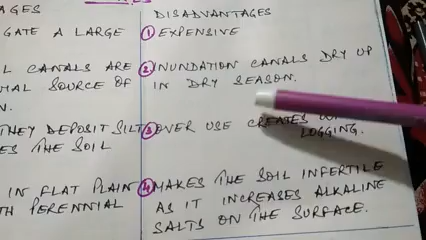 AGES
DISADVANTAGES
GATE A LARGE
① EXPENSIVE
L CANALS ARE
② INUNDATION CANALS DRY UP
MAL SOURCE OF
IN DRY SEASON.
N.
THEY DEPOSIT SILT
③ OVER USE CREATES
ES THE SOIL
LOGGING.
IN FLAT PLAIN
④ MAKES THE SOIL INFERTILE
TH PERENNIAL
AS IT INCREASES ALKALINE
SALTS ON THE SURFACE.